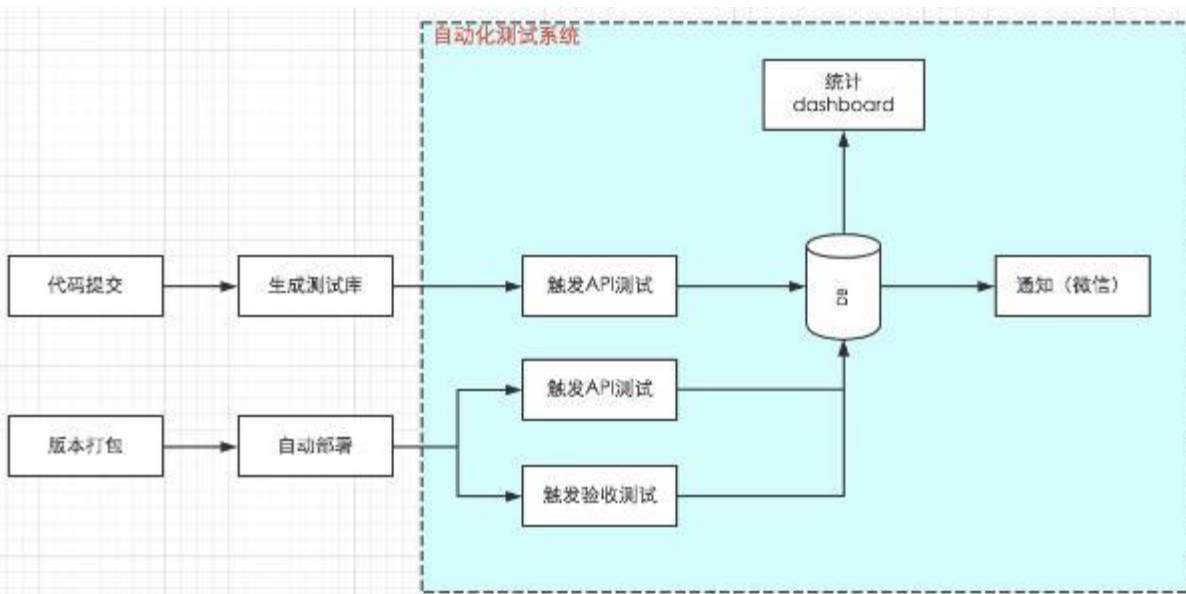 自动化测试系统
统计
dashboard
代码提交
生成测试库
触发API测试
DB
通知（微信）
触发API测试
版本打包
自动部署
触发验收测试